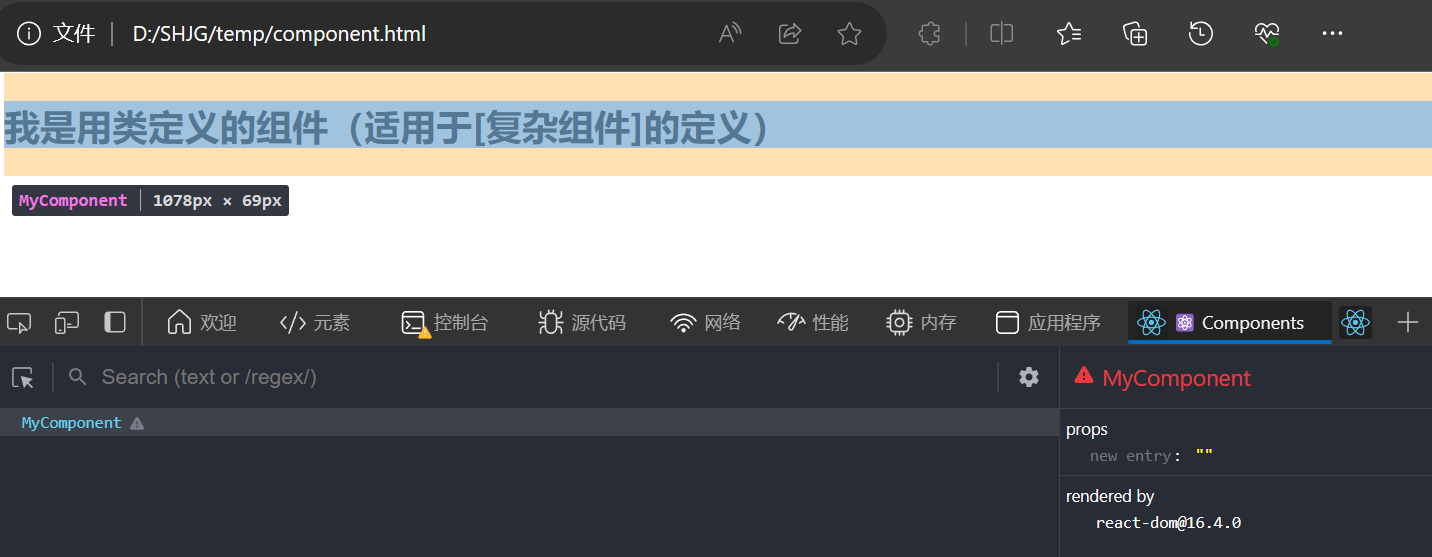 文件 D:/SHJG/temp/component.html
我是用类定义的组件（适用于[复杂组件]的定义）
MyComponent 1078px × 69px
欢迎 元素 控制台 源代码 网络 性能 内存 应用程序 Components
Search (text or /regex/)
MyComponent
MyComponent
props
new entry: ""
rendered by
react-dom@16.4.0